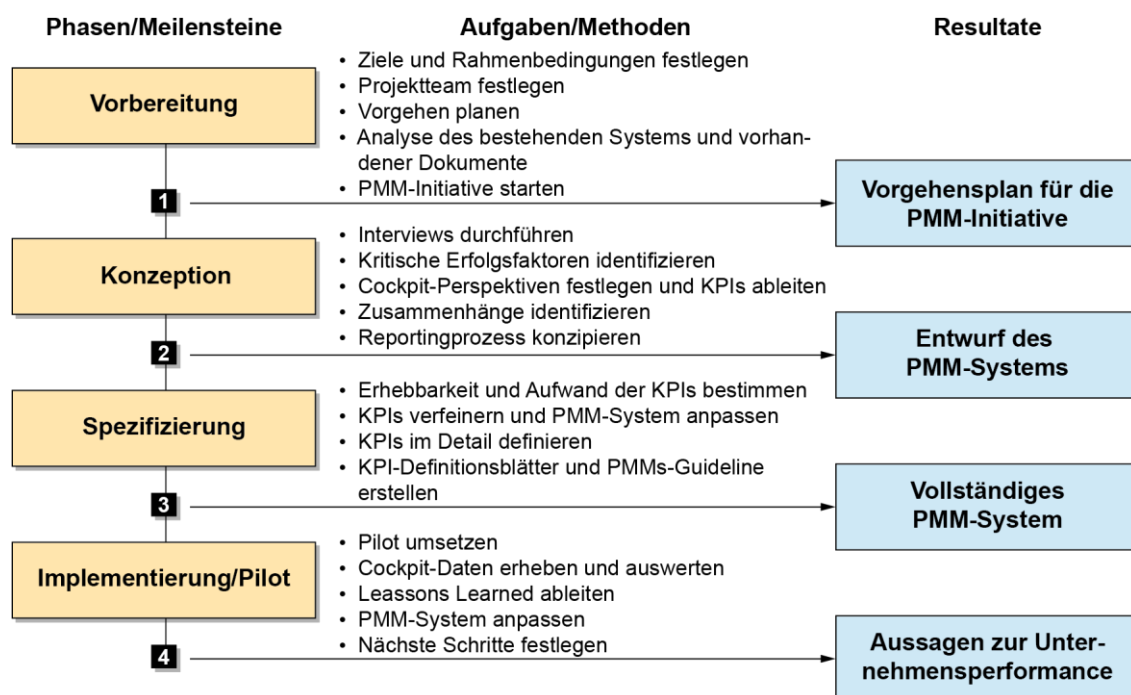 Phasen/Meilensteine
Aufgaben/Methoden
Resultate
Vorbereitung
• Ziele und Rahmenbedingungen festlegen
• Projektteam festlegen
• Vorgehen planen
• Analyse des bestehenden Systems und vorhan-
dener Dokumente
• PMM-Initiative starten
1
Vorgehensplan für die
PMM-Initiative
Konzeption
• Interviews durchführen
• Kritische Erfolgsfaktoren identifizieren
• Cockpit-Perspektiven festlegen und KPIs ableiten
• Zusammenhänge identifizieren
• Reportingprozess konzipieren
2
Entwurf des
PMM-Systems
Spezifizierung
• Erhebbarkeit und Aufwand der KPIs bestimmen
• KPIs verfeinern und PMM-System anpassen
• KPIs im Detail definieren
• KPI-Definitionsblätter und PMMs-Guideline
erstellen
3
Vollständiges
PMM-System
Implementierung/Pilot
• Pilot umsetzen
• Cockpit-Daten erheben und auswerten
• Leassons Learned ableiten
• PMM-System anpassen
• Nächste Schritte festlegen
4
Aussagen zur Unter-
nehmensperformance